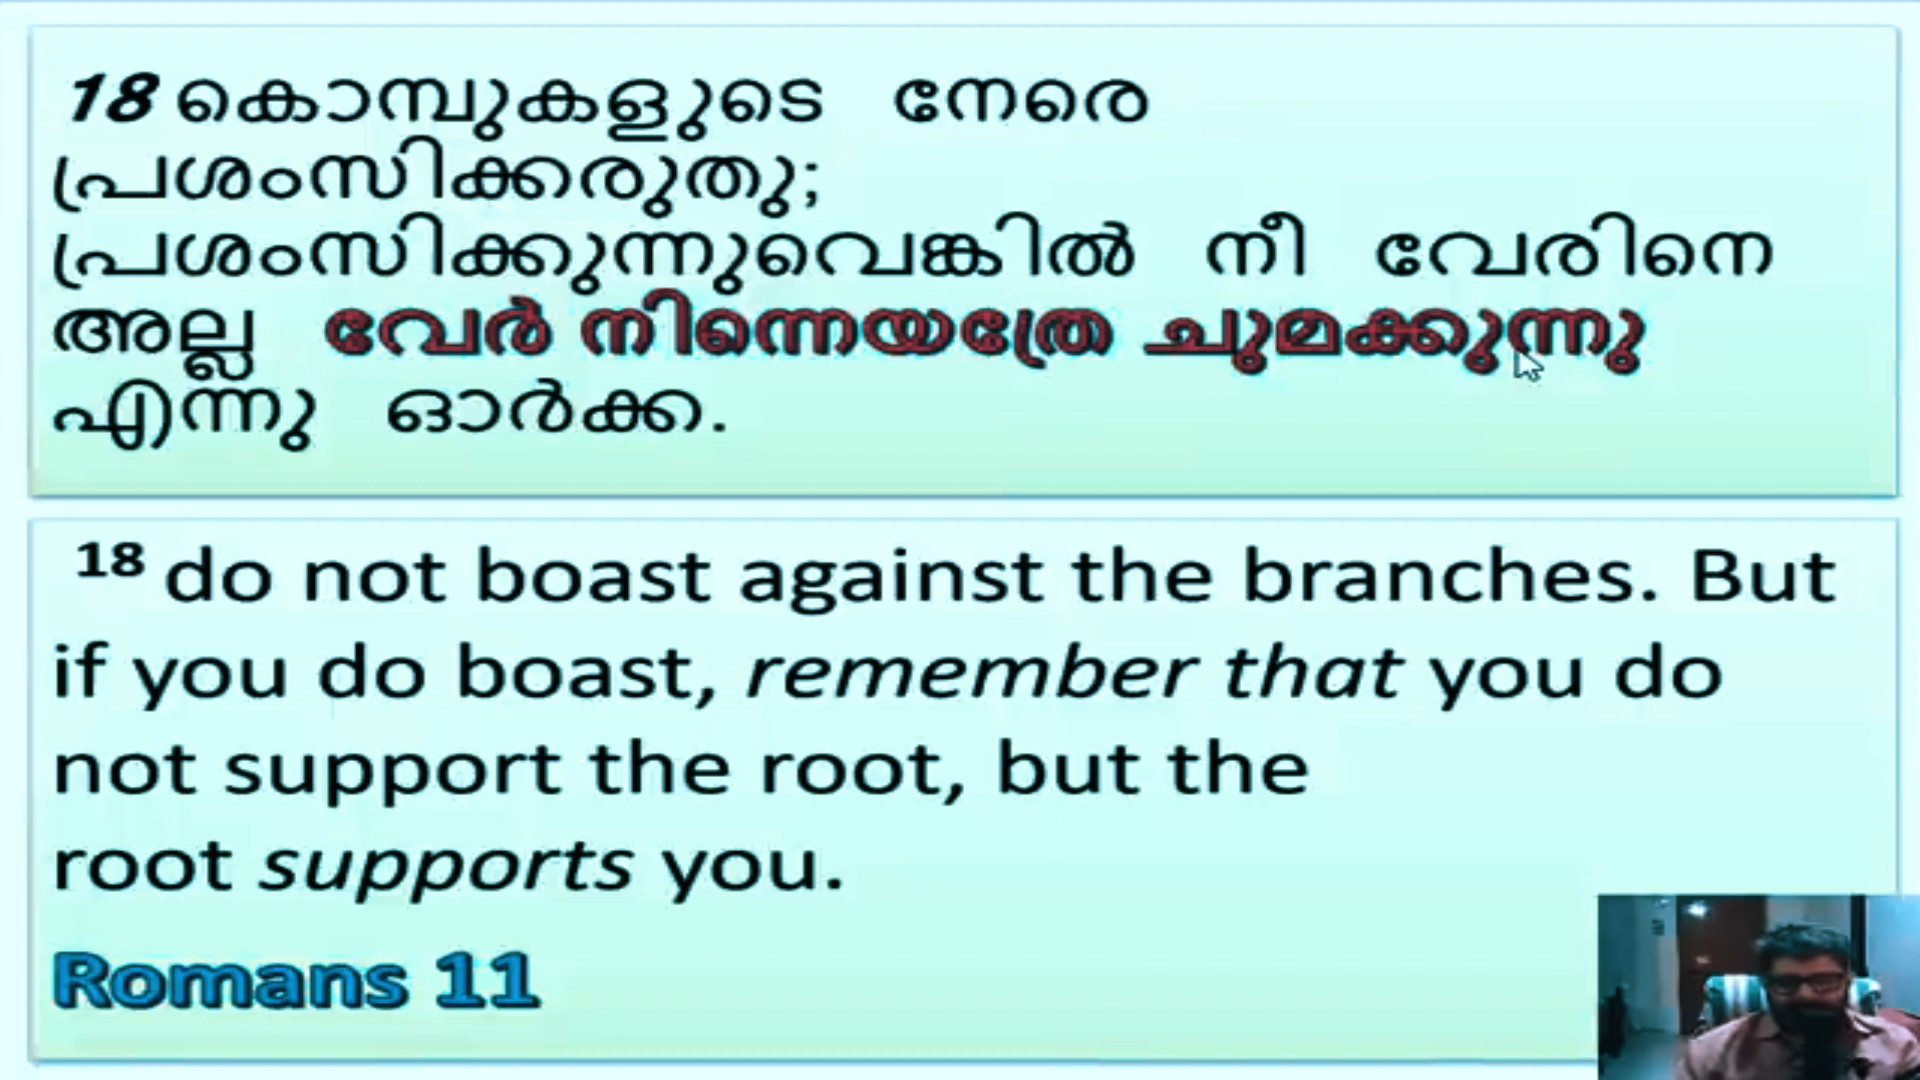 18 കൊമ്പുകളുടെ നേരെ
പ്രശംസിക്കരുതു;
പ്രശംസിക്കുന്നുവെങ്കിൽ നീ വേരിനെ
അല്ല വേർ നിന്നെയത്രേ ചുമക്കുന്നു
എന്നു ഓർക്ക.
18 do not boast against the branches. But
if you do boast, remember that you do
not support the root, but the
root supports you.
Romans 11